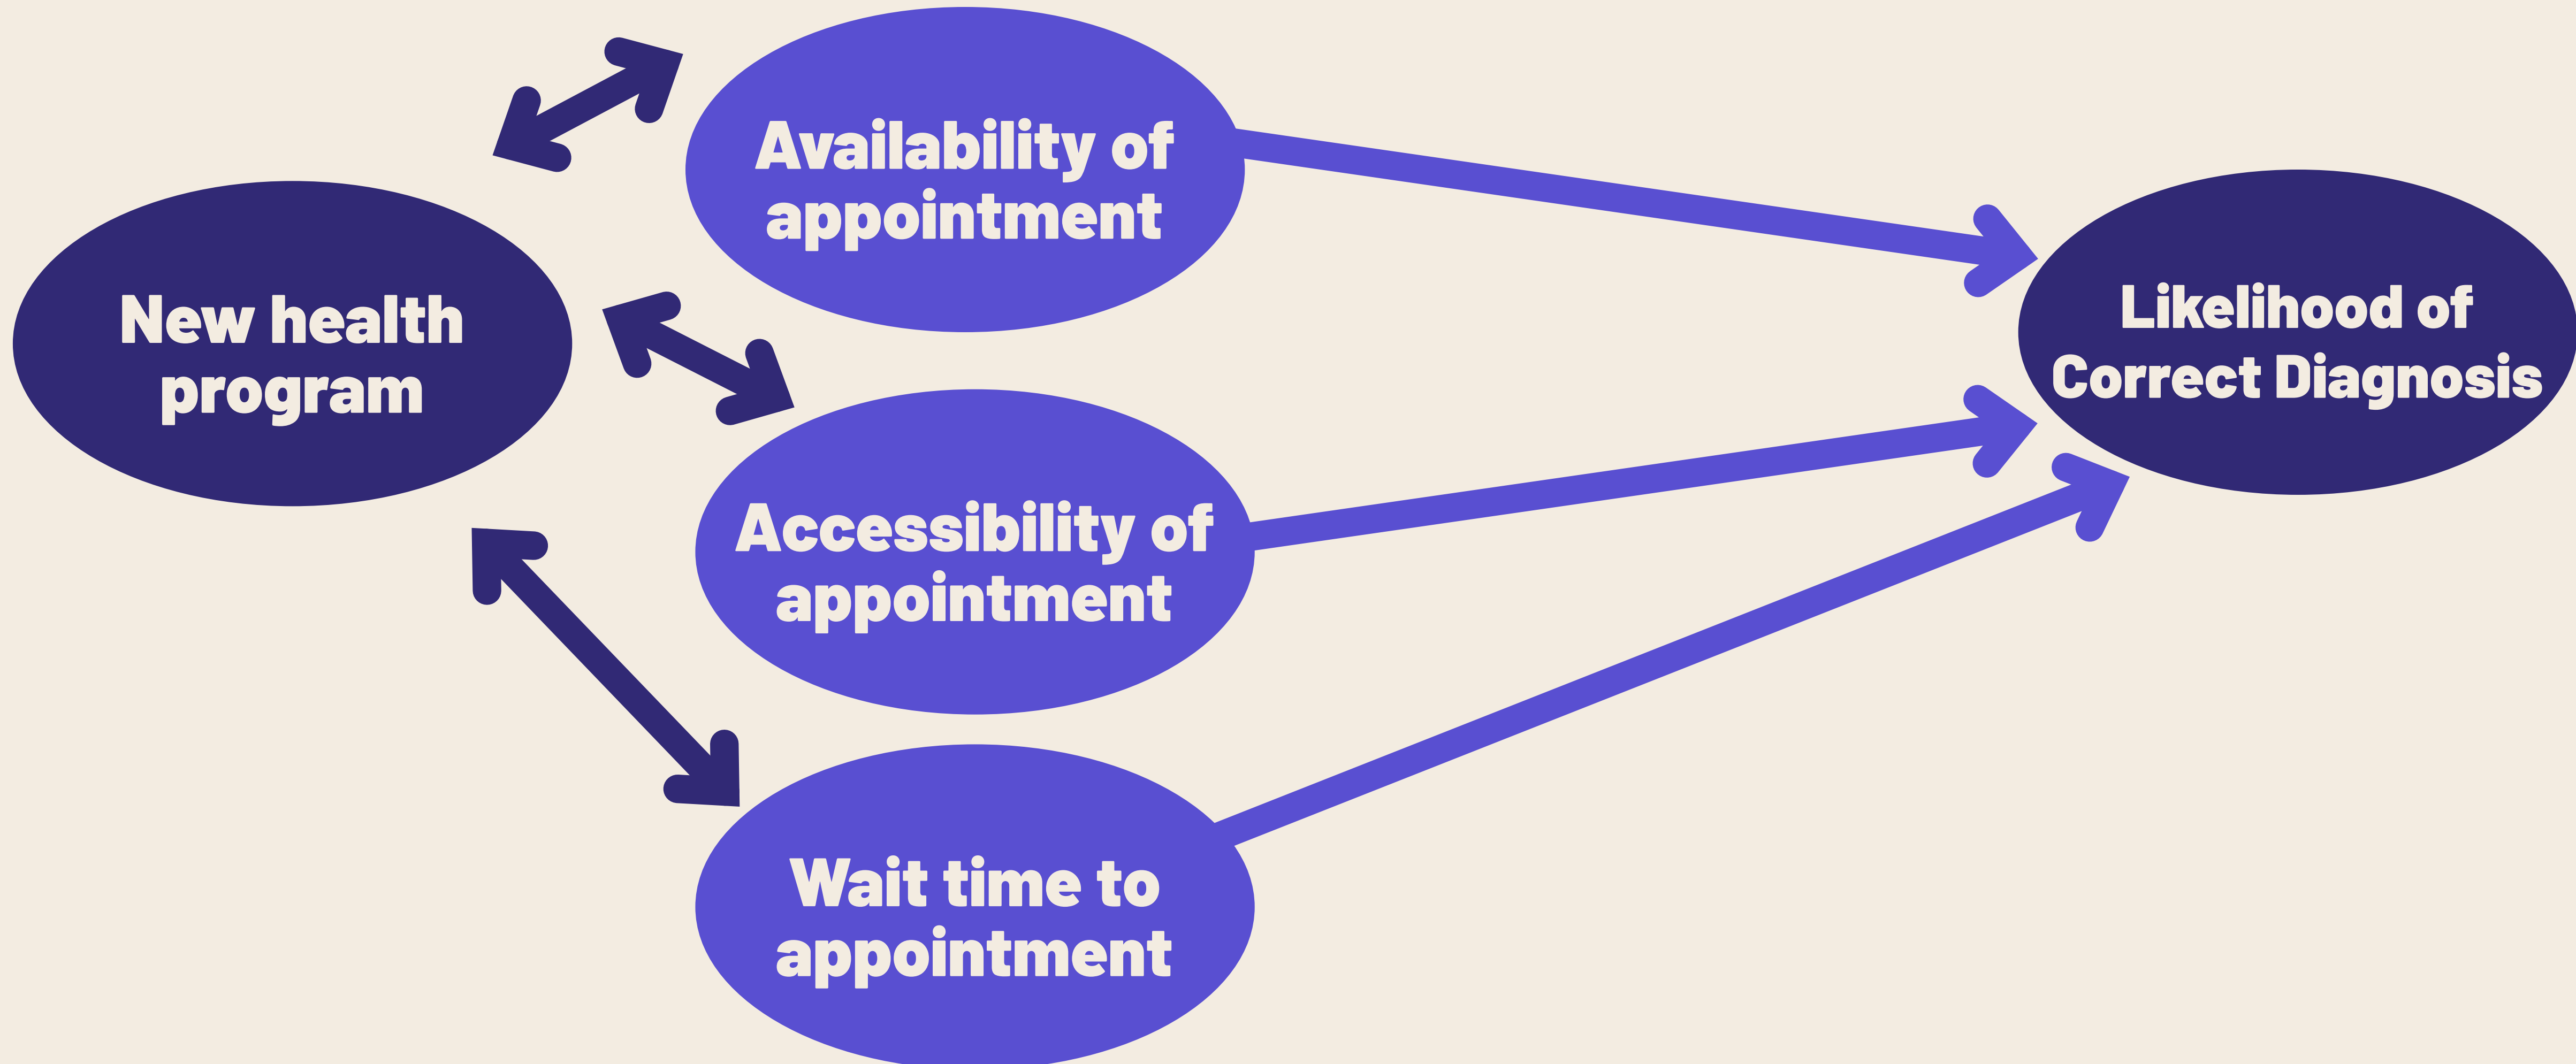 New health
program
Availability of
appointment
Accessibility of
appointment
Wait time to
appointment
Likelihood of
Correct Diagnosis